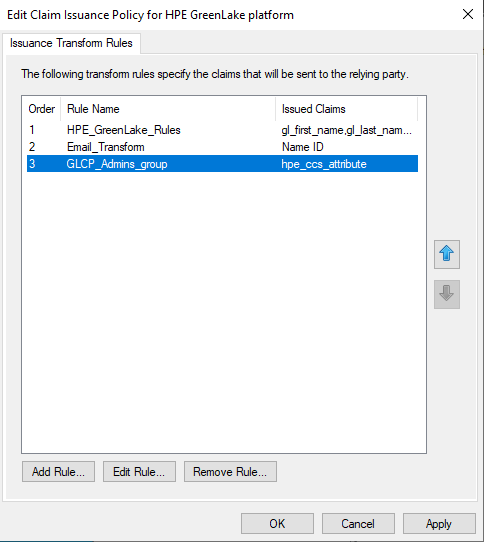 Edit Claim Issuance Policy for HPE GreenLake platform
Issuance Transform Rules
The following transform rules specify the claims that will be sent to the relying party.
Order Rule Name Issued Claims
1 HPE_GreenLake_Rules gl_first_name,gl_last_nam...
2 Email_Transform Name ID
3 GLCP_Admins_group hpe_ccs_attribute
Add Rule... Edit Rule... Remove Rule...
OK Cancel Apply